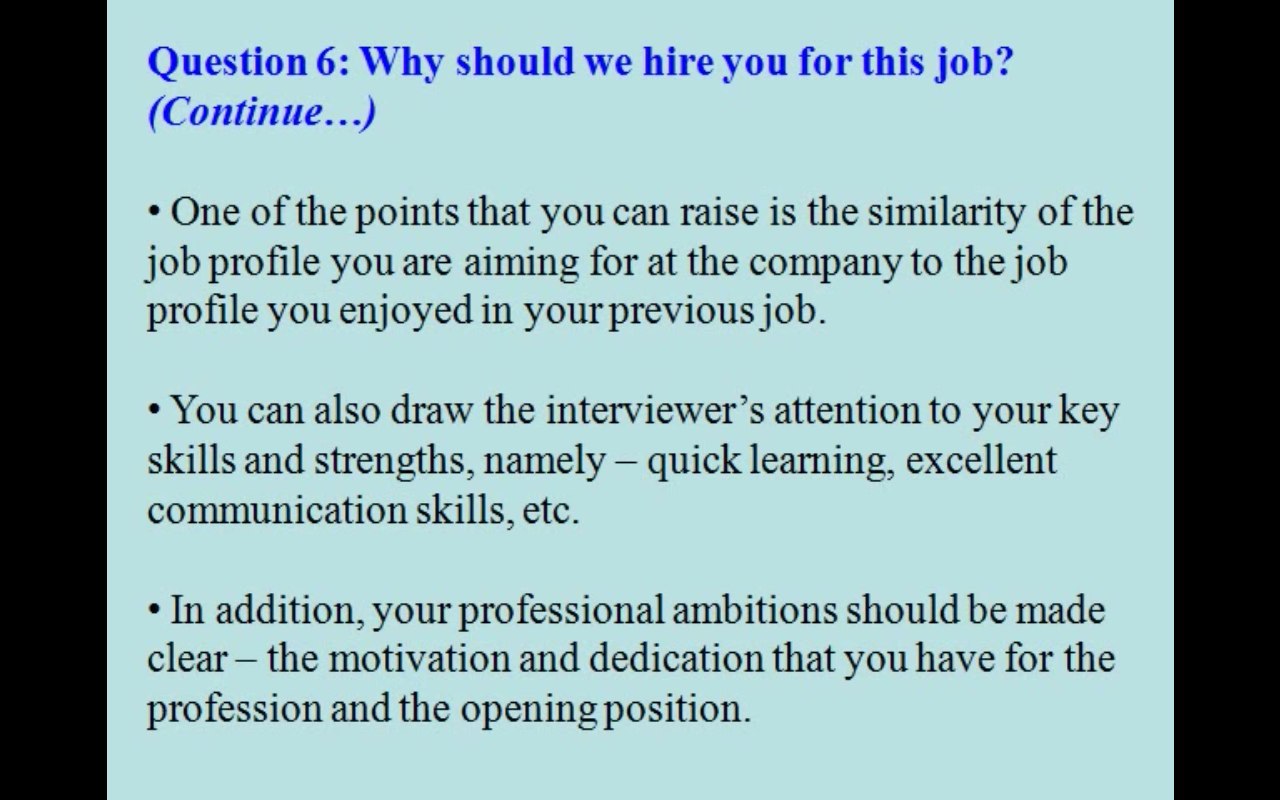 Question 6: Why should we hire you for this job?
(Continue…)
• One of the points that you can raise is the similarity of the
job profile you are aiming for at the company to the job
profile you enjoyed in your previous job.
• You can also draw the interviewer’s attention to your key
skills and strengths, namely – quick learning, excellent
communication skills, etc.
• In addition, your professional ambitions should be made
clear – the motivation and dedication that you have for the
profession and the opening position.